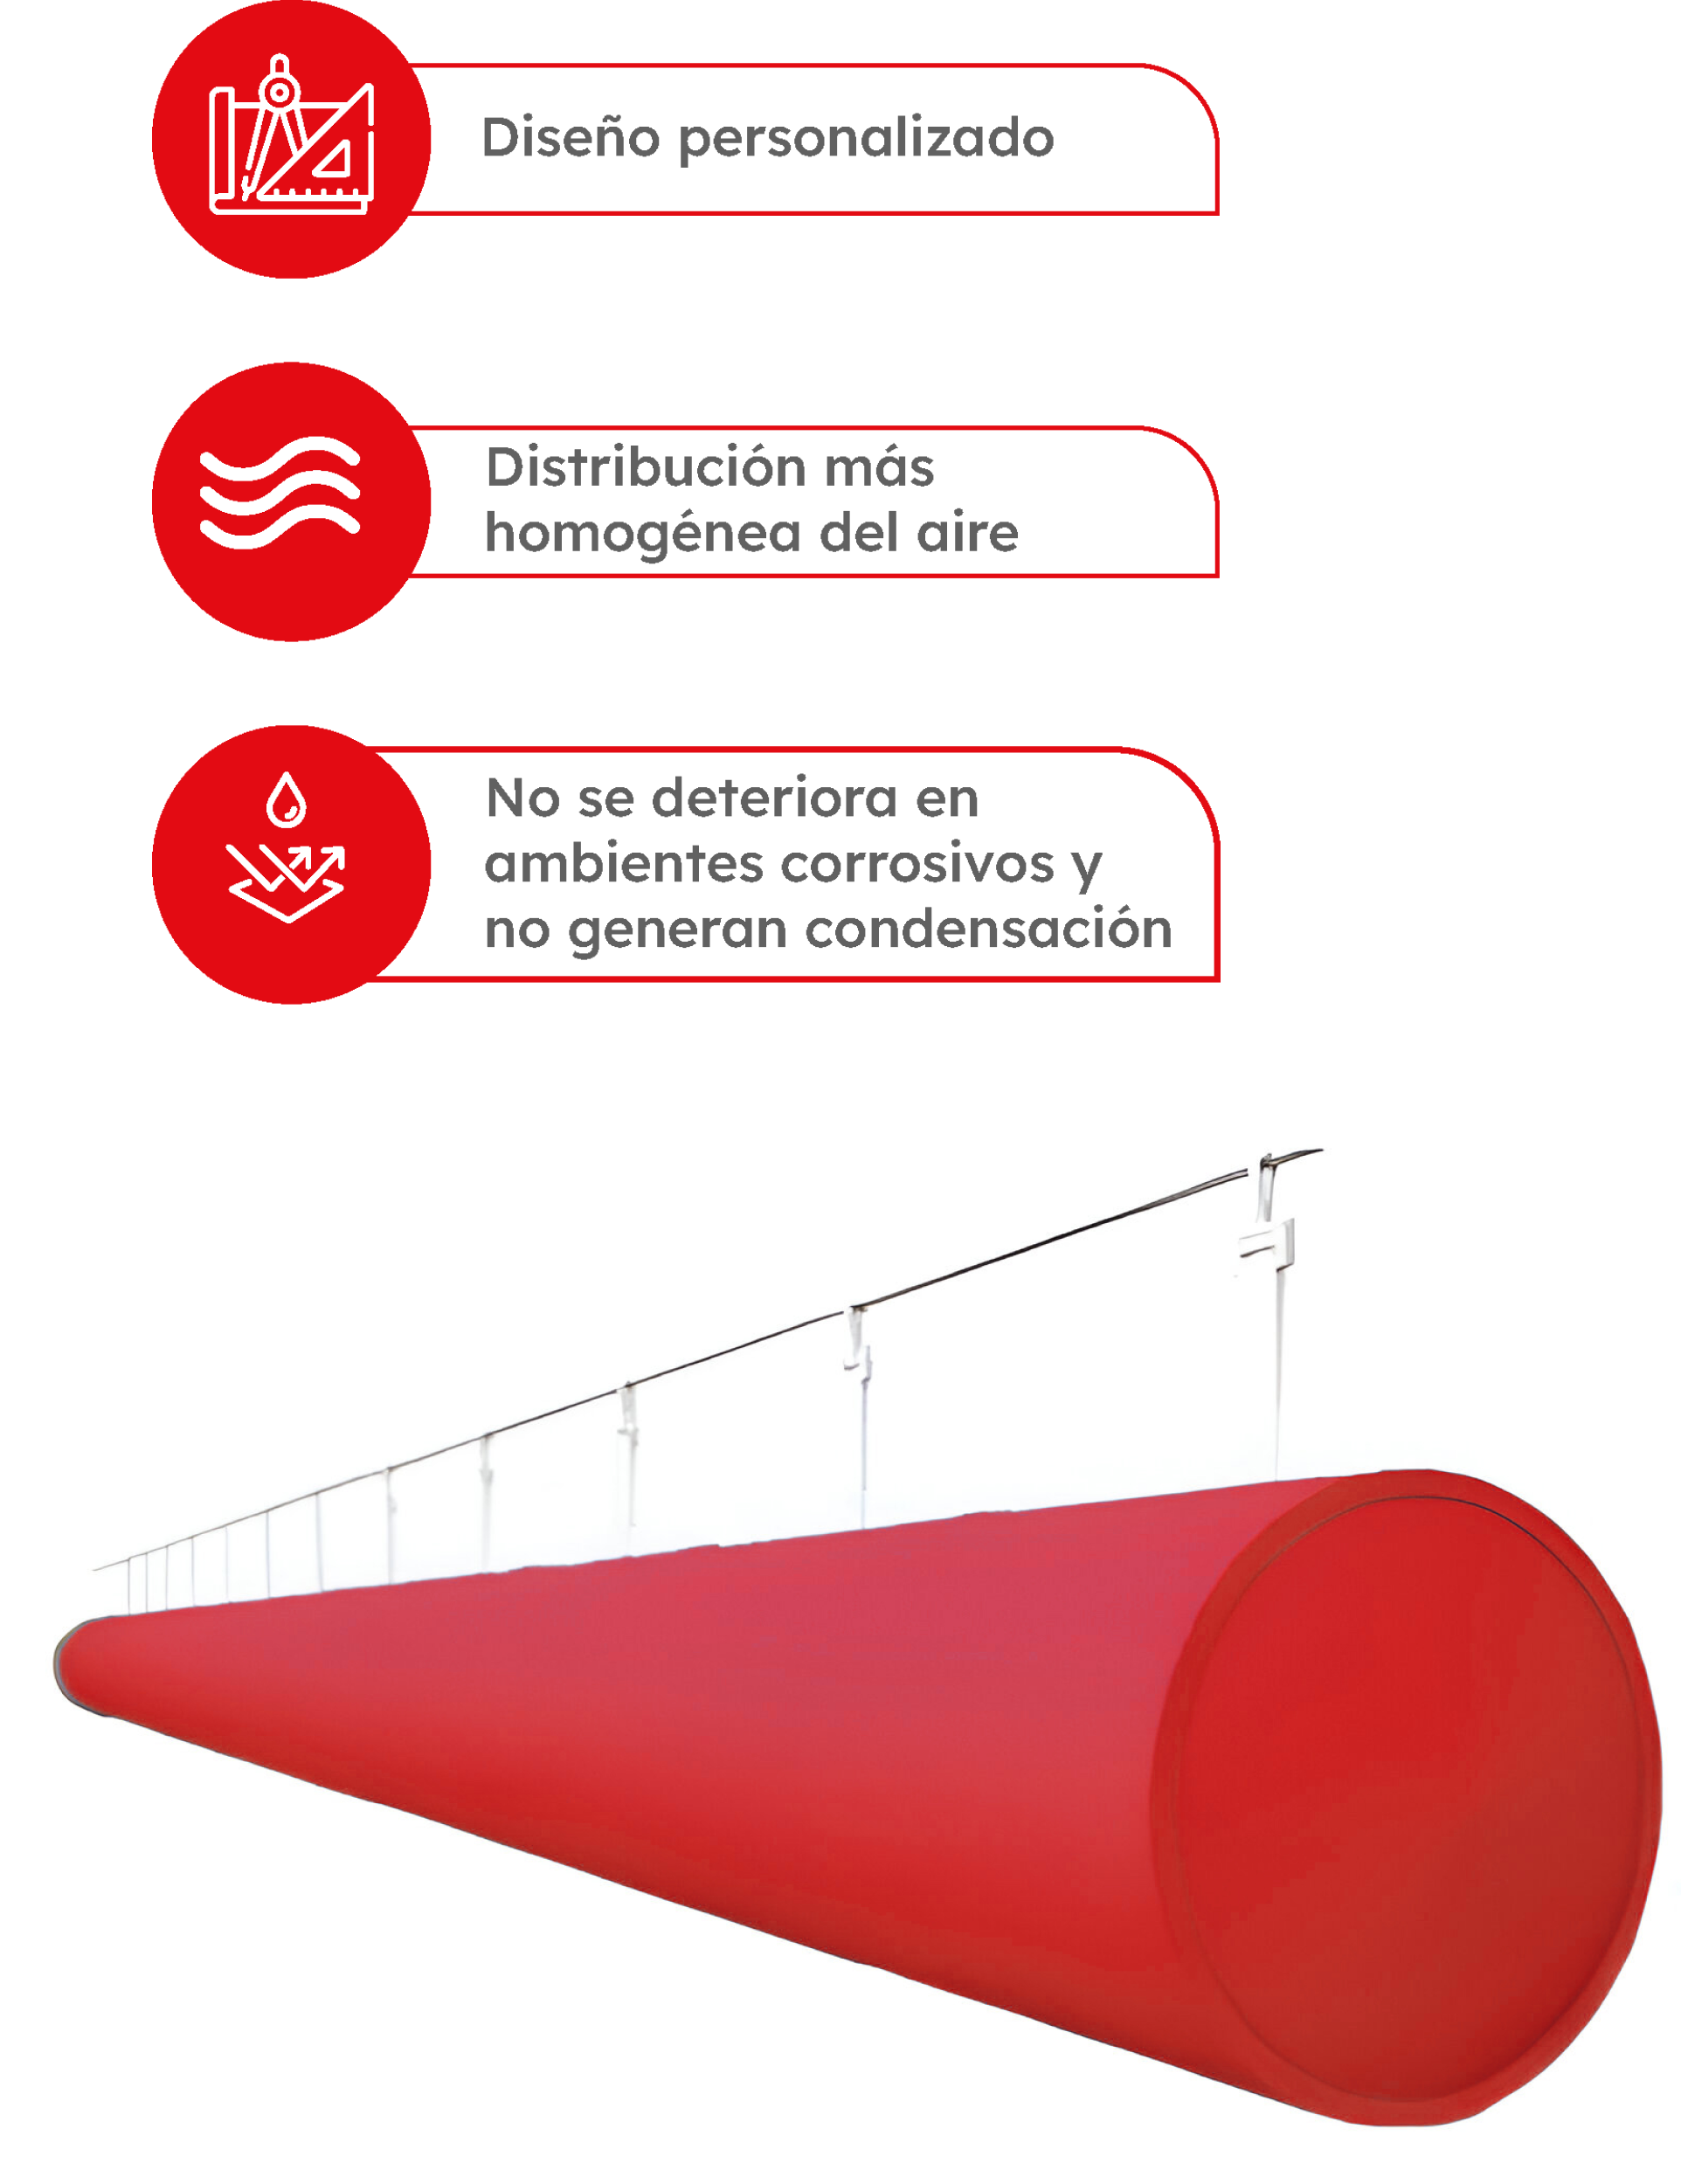 Diseño personalizado
Distribución más
homogénea del aire
No se deteriora en
ambientes corrosivos y
no generan condensación